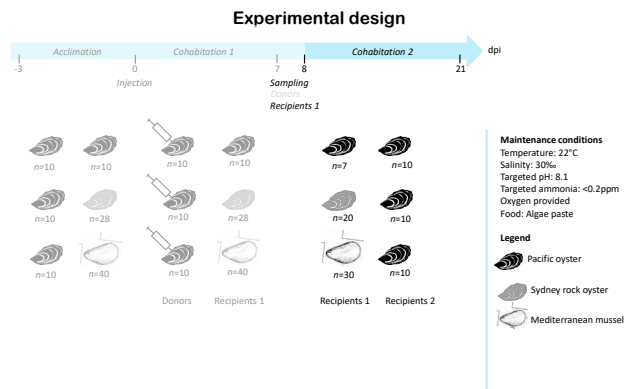 Experimental design
Acclimation Cohabitation 1 Cohabitation 2 dpi
-3 0 7 8 21
Injection Sampling
Donors
Recipients 1
n=10 n=10 n=10 n=10 n=7 n=10
n=10 n=28 n=10 n=28 n=20 n=10
n=10 n=40 n=10 n=40 n=30 n=10
Donors Recipients 1 Recipients 1 Recipients 2
Maintenance conditions
Temperature: 22°C
Salinity: 30‰
Targeted pH: 8.1
Targeted ammonia: <0.2ppm
Oxygen provided
Food: Algae paste
Legend
Pacific oyster
Sydney rock oyster
Mediterranean mussel